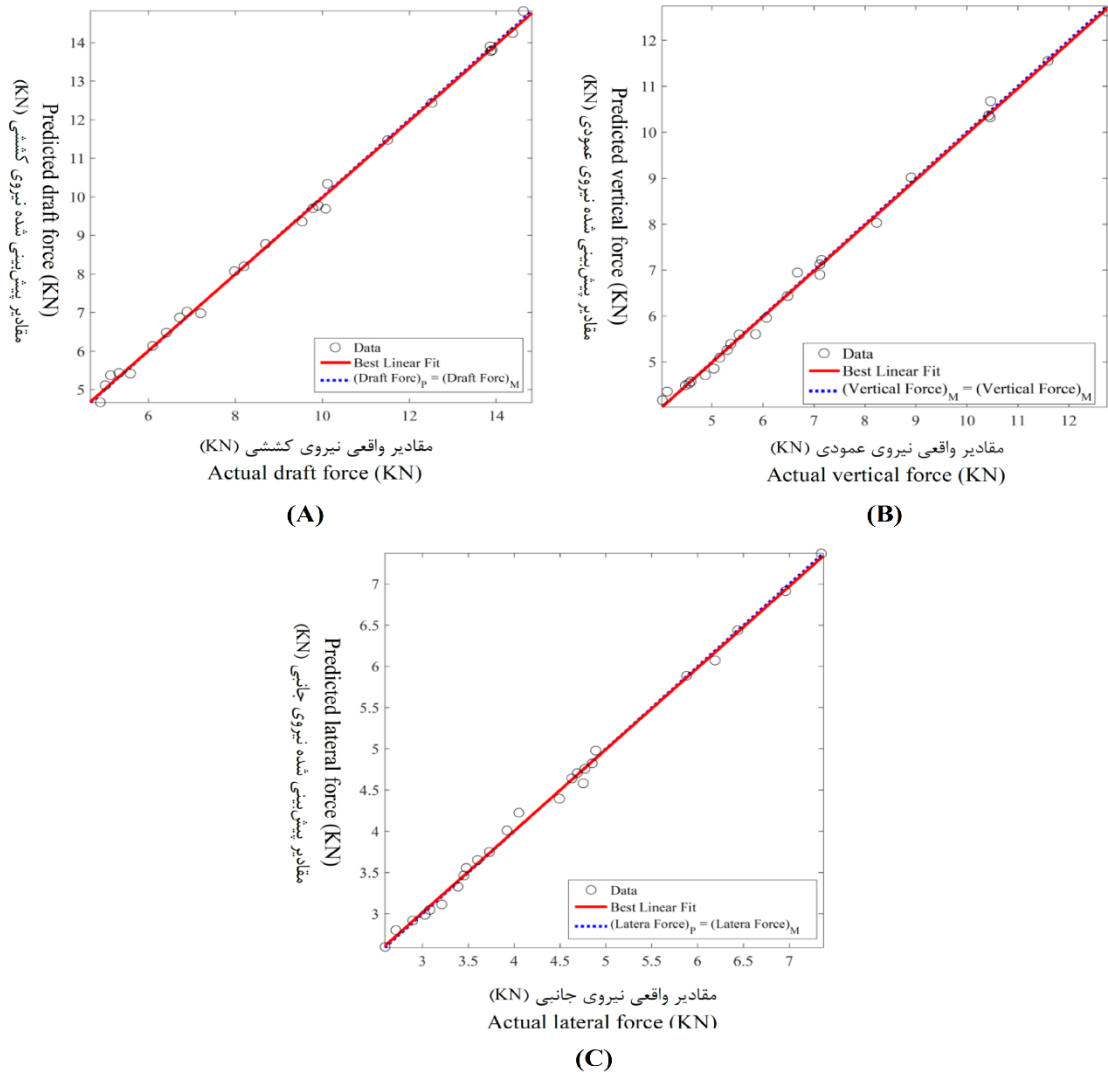 14
13
12
11
10
9
8
7
6
5
6
8
10
12
14
Predicted draft force (KN)
مقادیر پیش‌بینی شده نیروی کششی (KN)
Data
Best Linear Fit
(Draft Forc)P = (Draft Forc)M
مقادیر واقعی نیروی کششی (KN)
Actual draft force (KN)
(A)
12
11
10
9
8
7
6
5
5
6
7
8
9
10
11
12
Predicted vertical force (KN)
مقادیر پیش‌بینی شده نیروی عمودی (KN)
Data
Best Linear Fit
(Vertical Force)M = (Vertical Force)M
مقادیر واقعی نیروی عمودی (KN)
Actual vertical force (KN)
(B)
7
6.5
6
5.5
5
4.5
4
3.5
3
3
3.5
4
4.5
5
5.5
6
6.5
7
Predicted lateral force (KN)
مقادیر پیش‌بینی شده نیروی جانبی (KN)
Data
Best Linear Fit
(Latera Force)P = (Latera Force)M
مقادیر واقعی نیروی جانبی (KN)
Actual lateral force (KN)
(C)